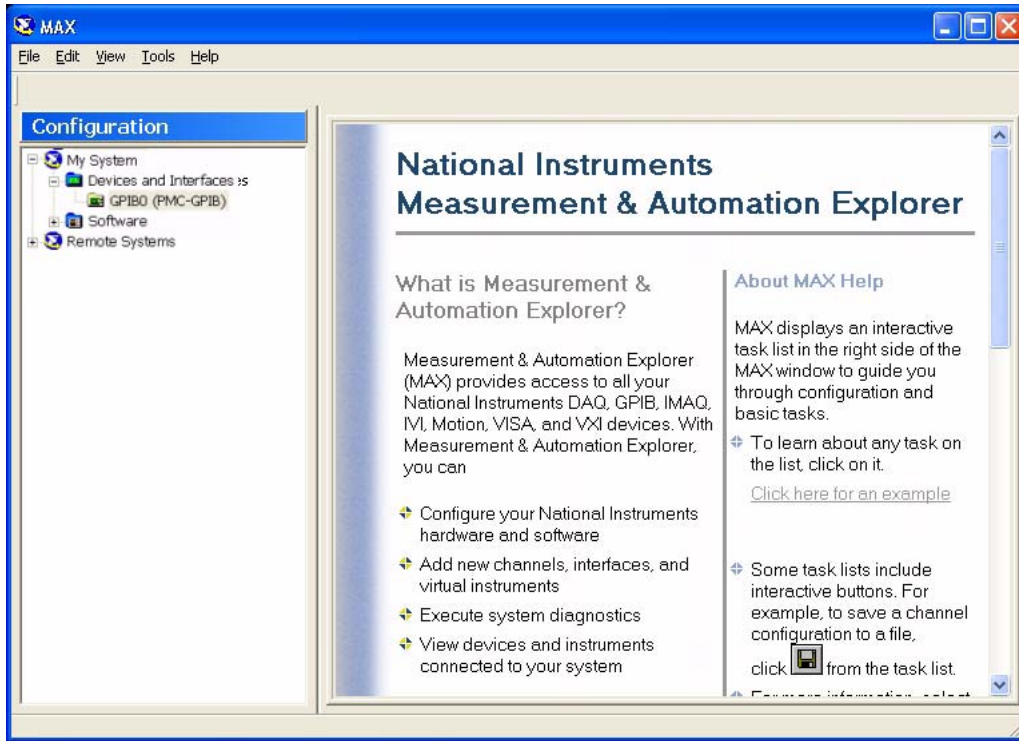 MAX
File Edit View Tools Help
Configuration
My System
Devices and Interfaces
GPIB0 (PMC-GPIB)
Software
Remote Systems
National Instruments
Measurement & Automation Explorer
What is Measurement &
Automation Explorer?
Measurement & Automation Explorer
(MAX) provides access to all your
National Instruments DAQ, GPIB, IMAQ,
IVI, Motion, VISA, and VXI devices. With
Measurement & Automation Explorer,
you can
Configure your National Instruments
hardware and software
Add new channels, interfaces, and
virtual instruments
Execute system diagnostics
View devices and instruments
connected to your system
About MAX Help
MAX displays an interactive
task list in the right side of the
MAX window to guide you
through configuration and
basic tasks.
To learn about any task on
the list, click on it.
Click here for an example
Some task lists include
interactive buttons. For
example, to save a channel
configuration to a file,
click from the task list.
For more information, select